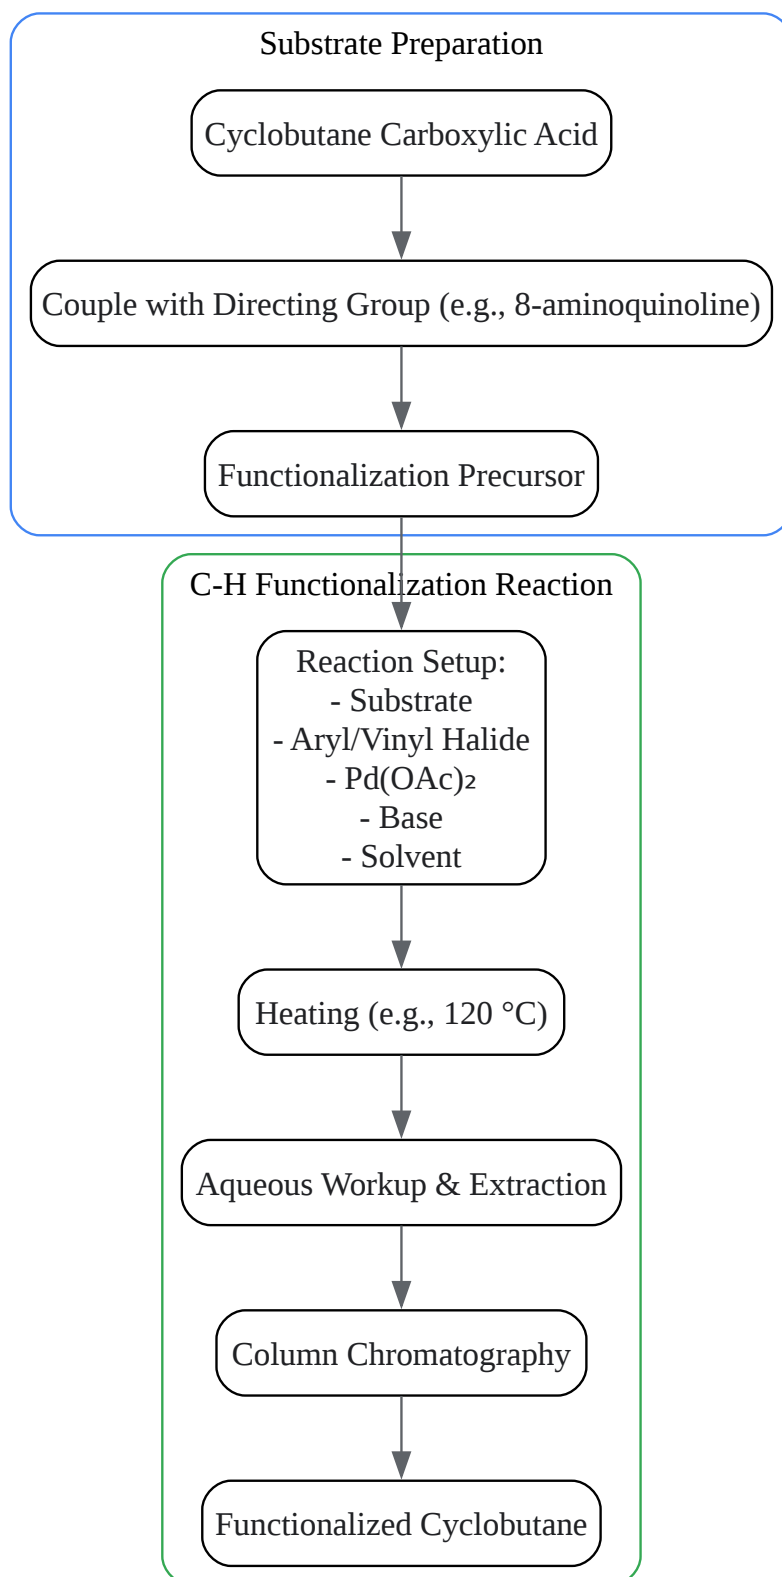 Substrate Preparation
Cyclobutane Carboxylic Acid
Couple with Directing Group (e.g., 8-aminoquinoline)
Functionalization Precursor
C-H Functionalization Reaction
Reaction Setup:
- Substrate
- Aryl/Vinyl Halide
- Pd(OAc)₂
- Base
- Solvent
Heating (e.g., 120 °C)
Aqueous Workup & Extraction
Column Chromatography
Functionalized Cyclobutane